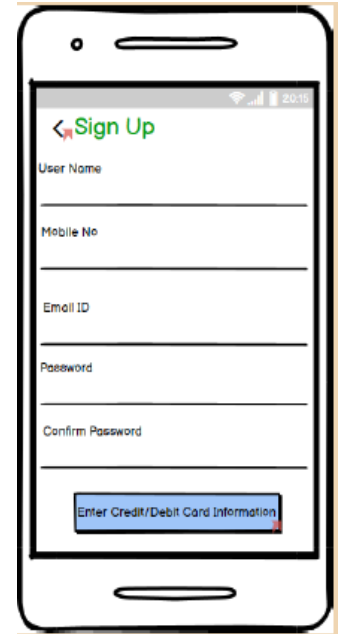 20:15
Sign Up
User Name
Mobile No
Email ID
Password
Confirm Password
Enter Credit/Debit Card Information